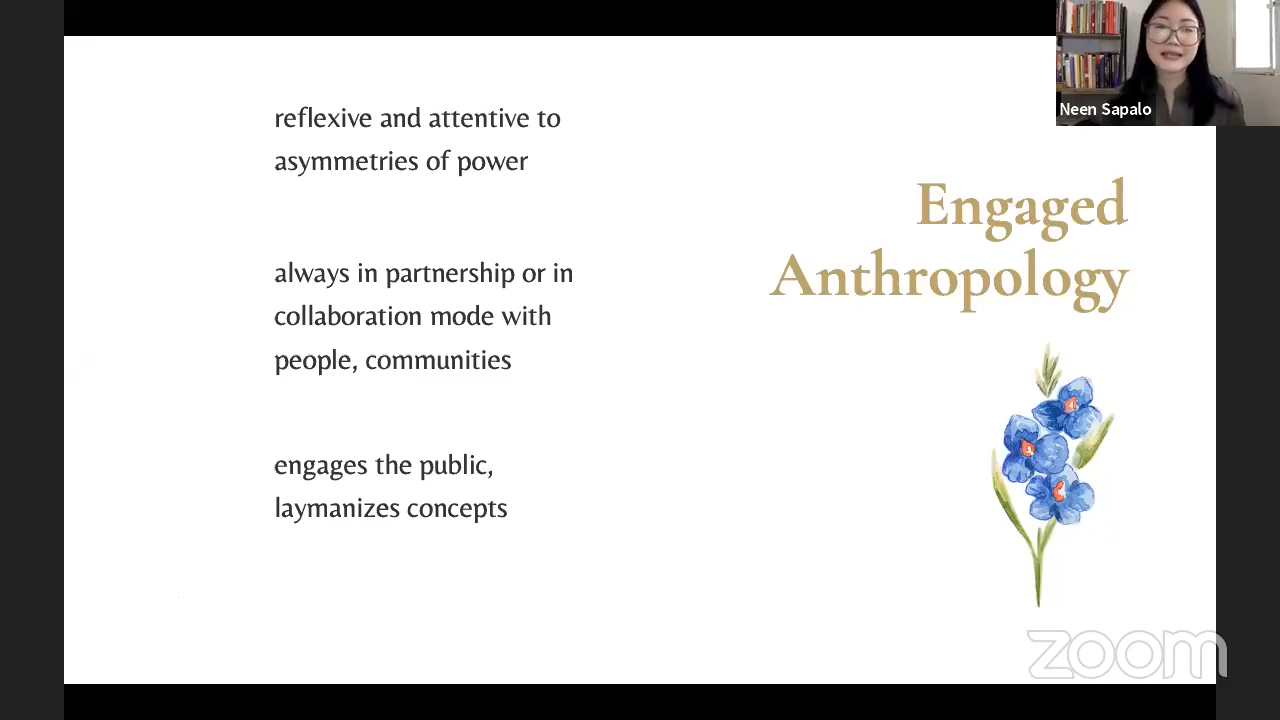 Neen Sapalo
reflexive and attentive to
asymmetries of power
always in partnership or in
collaboration mode with
people, communities
engages the public,
laymanizes concepts
Engaged
Anthropology
zoom